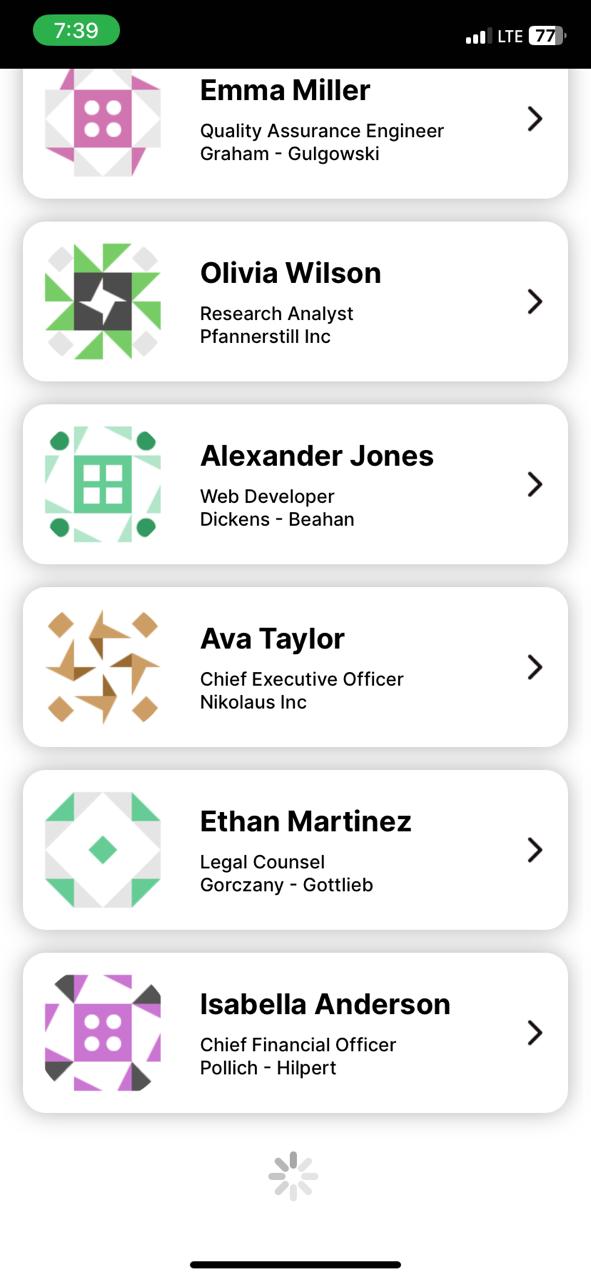 7:39
LTE 77
Emma Miller
Quality Assurance Engineer
Graham - Gulgowski
Olivia Wilson
Research Analyst
Pfannerstill Inc
Alexander Jones
Web Developer
Dickens - Beahan
Ava Taylor
Chief Executive Officer
Nikolaus Inc
Ethan Martinez
Legal Counsel
Gorczany - Gottlieb
Isabella Anderson
Chief Financial Officer
Pollich - Hilpert